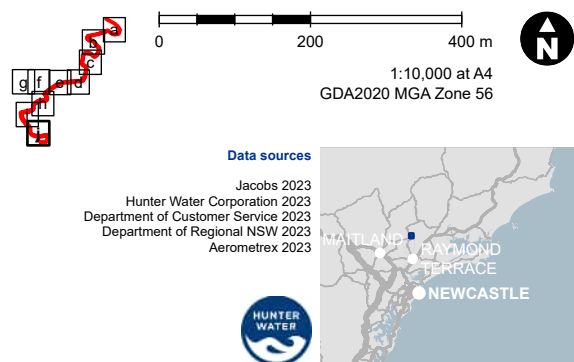 a
b
c
g f e d
h
j
0 200 400 m
N
1:10,000 at A4
GDA2020 MGA Zone 56
Data sources
Jacobs 2023
Hunter Water Corporation 2023
Department of Customer Service 2023
Department of Regional NSW 2023
Aerometrex 2023
MAITLAND
RAYMOND
TERRACE
NEWCASTLE
HUNTER
WATER